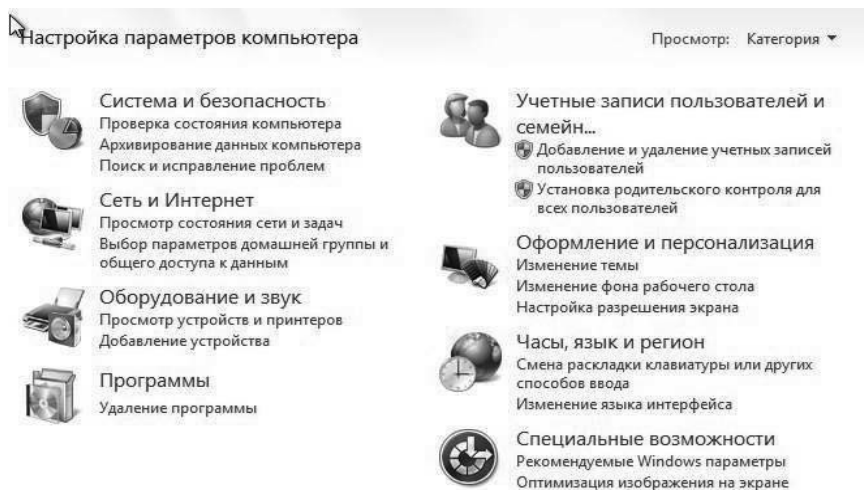 Настройка параметров компьютера
Просмотр: Категория
Система и безопасность
Проверка состояния компьютера
Архивирование данных компьютера
Поиск и исправление проблем
Сеть и Интернет
Просмотр состояния сети и задач
Выбор параметров домашней группы и
общего доступа к данным
Оборудование и звук
Просмотр устройств и принтеров
Добавление устройства
Программы
Удаление программы
Учетные записи пользователей и
семейн...
Добавление и удаление учетных записей
пользователей
Установка родительского контроля для
всех пользователей
Оформление и персонализация
Изменение темы
Изменение фона рабочего стола
Настройка разрешения экрана
Часы, язык и регион
Смена раскладки клавиатуры или других
способов ввода
Изменение языка интерфейса
Специальные возможности
Рекомендуемые Windows параметры
Оптимизация изображения на экране